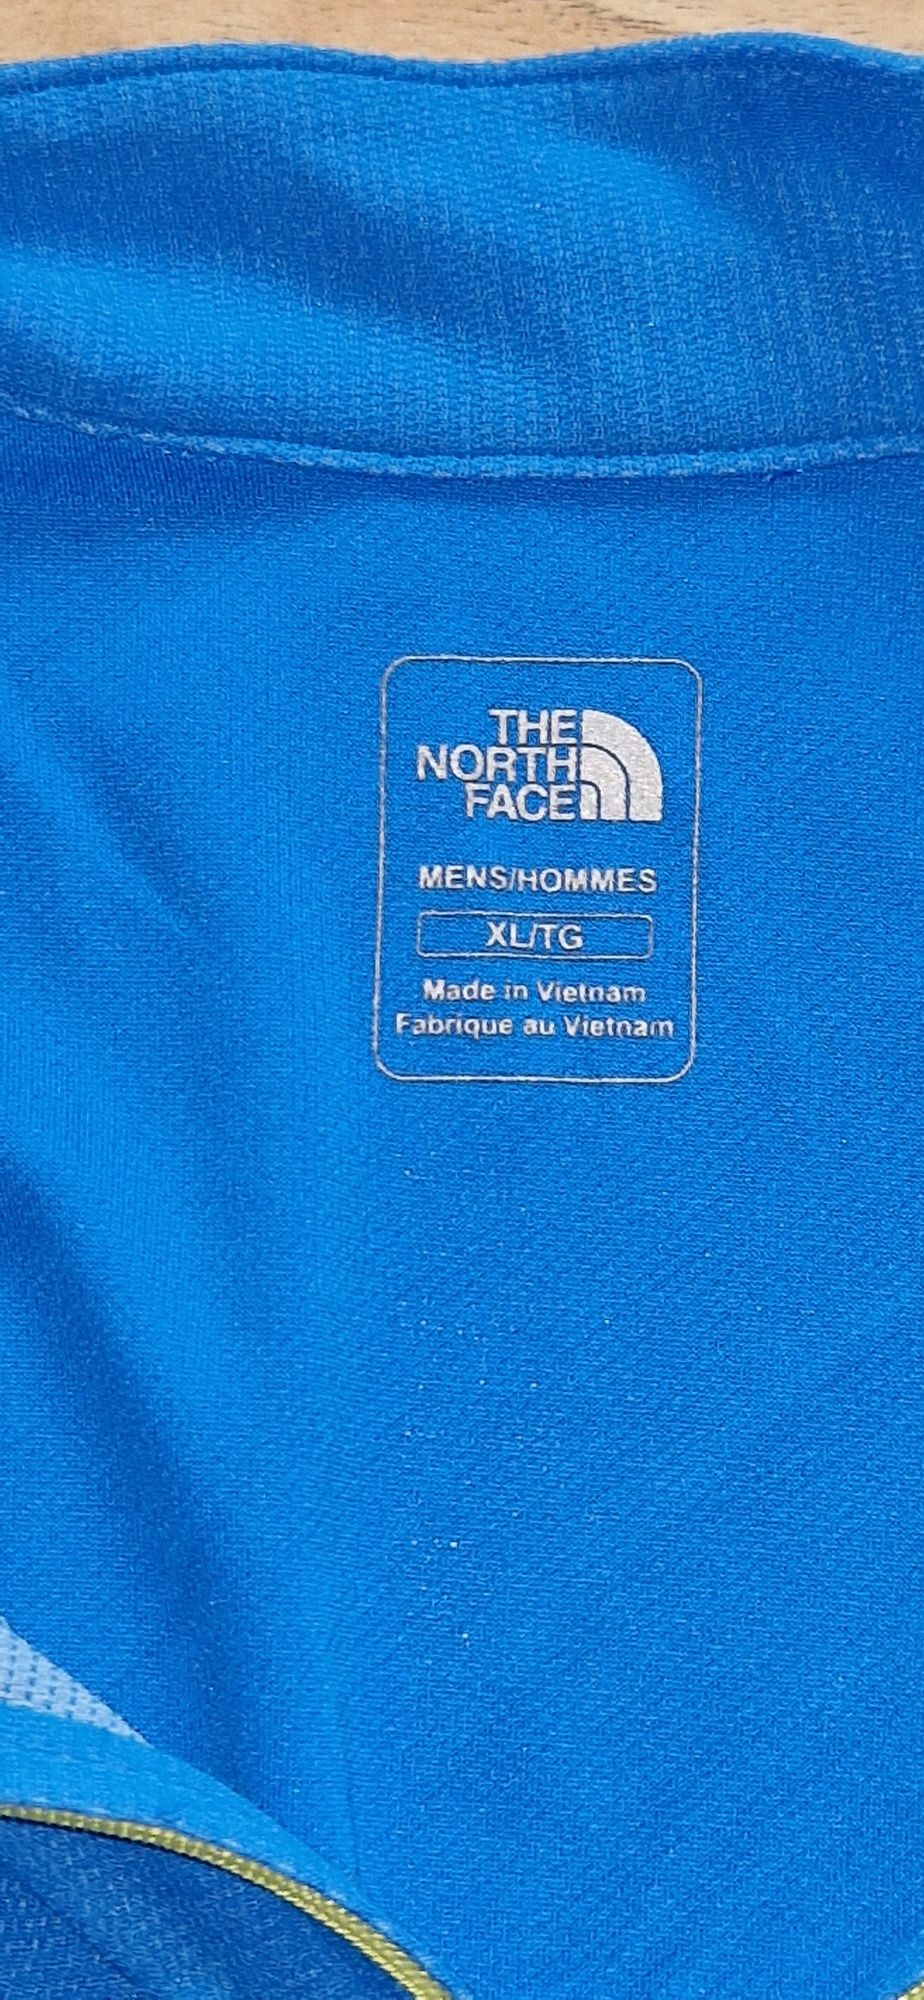 THE
NORTH
FACE
MENS/HOMMES
XL/TG
Made in Vietnam
Fabrique au Vietnam